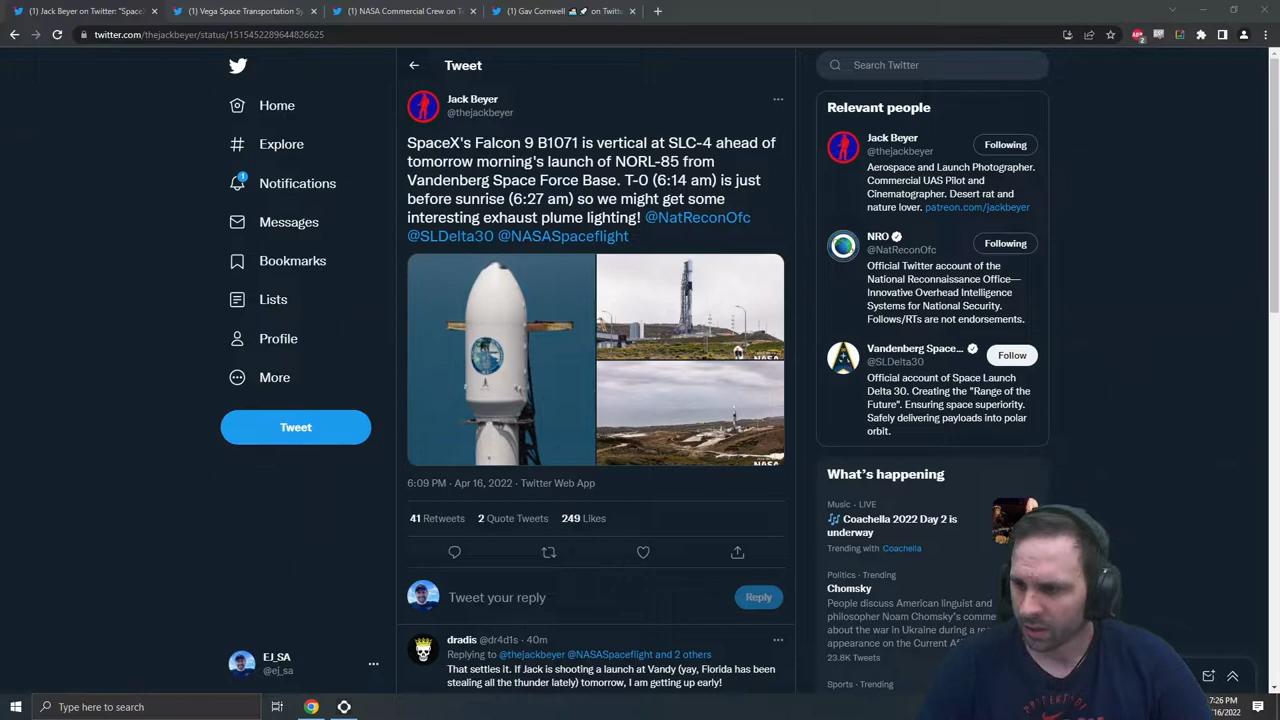 (1) Jack Beyer on Twitter: "Space
(1) Vega Space Transportation Sy
(1) NASA Commercial Crew on T
(1) Gav Cornwell
on Twitte
twitter.com/thejackbeyer/status/1515452289644826625
2
Home
Explore
1
Notifications
Messages
Bookmarks
Lists
Profile
More
Tweet
EJ_SA
@ej_sa
Tweet
Jack Beyer
@thejackbeyer
SpaceX's Falcon 9 B1071 is vertical at SLC-4 ahead of
tomorrow morning's launch of NORL-85 from
Vandenberg Space Force Base. T-0 (6:14 am) is just
before sunrise (6:27 am) so we might get some
interesting exhaust plume lighting! @NatReconOfc
@SLDelta30 @NASASpaceflight
NASA
NASA
6:09 PM · Apr 16, 2022 · Twitter Web App
41 Retweets 2 Quote Tweets 249 Likes
Tweet your reply
Reply
dradis @dr4d1s · 40m
Replying to @thejackbeyer @NASASpaceflight and 2 others
That settles it. If Jack is shooting a launch at Vandy (yay, Florida has been
stealing all the thunder lately) tomorrow, I am getting up early!
Search Twitter
Relevant people
Jack Beyer
@thejackbeyer
Following
Aerospace and Launch Photographer.
Commercial UAS Pilot and
Cinematographer. Desert rat and
nature lover. patreon.com/jackbeyer
NRO
@NatReconOfc
Following
Official Twitter account of the
National Reconnaissance Office—
Innovative Overhead Intelligence
Systems for National Security.
Follows/RTs are not endorsements.
Vandenberg Space...
@SLDelta30
Follow
Official account of Space Launch
Delta 30. Creating the "Range of the
Future". Ensuring space superiority.
Safely delivering payloads into polar
orbit.
What's happening
Music · LIVE
Coachella 2022 Day 2 is
underway
Trending with Coachella
Politics · Trending
Chomsky
People discuss American linguist and
philosopher Noam Chomsky's comme
about the war in Ukraine during a re
appearance on the Current Af
23.8K Tweets
Sports · Trending
Type here to search
7:26 PM
/16/2022